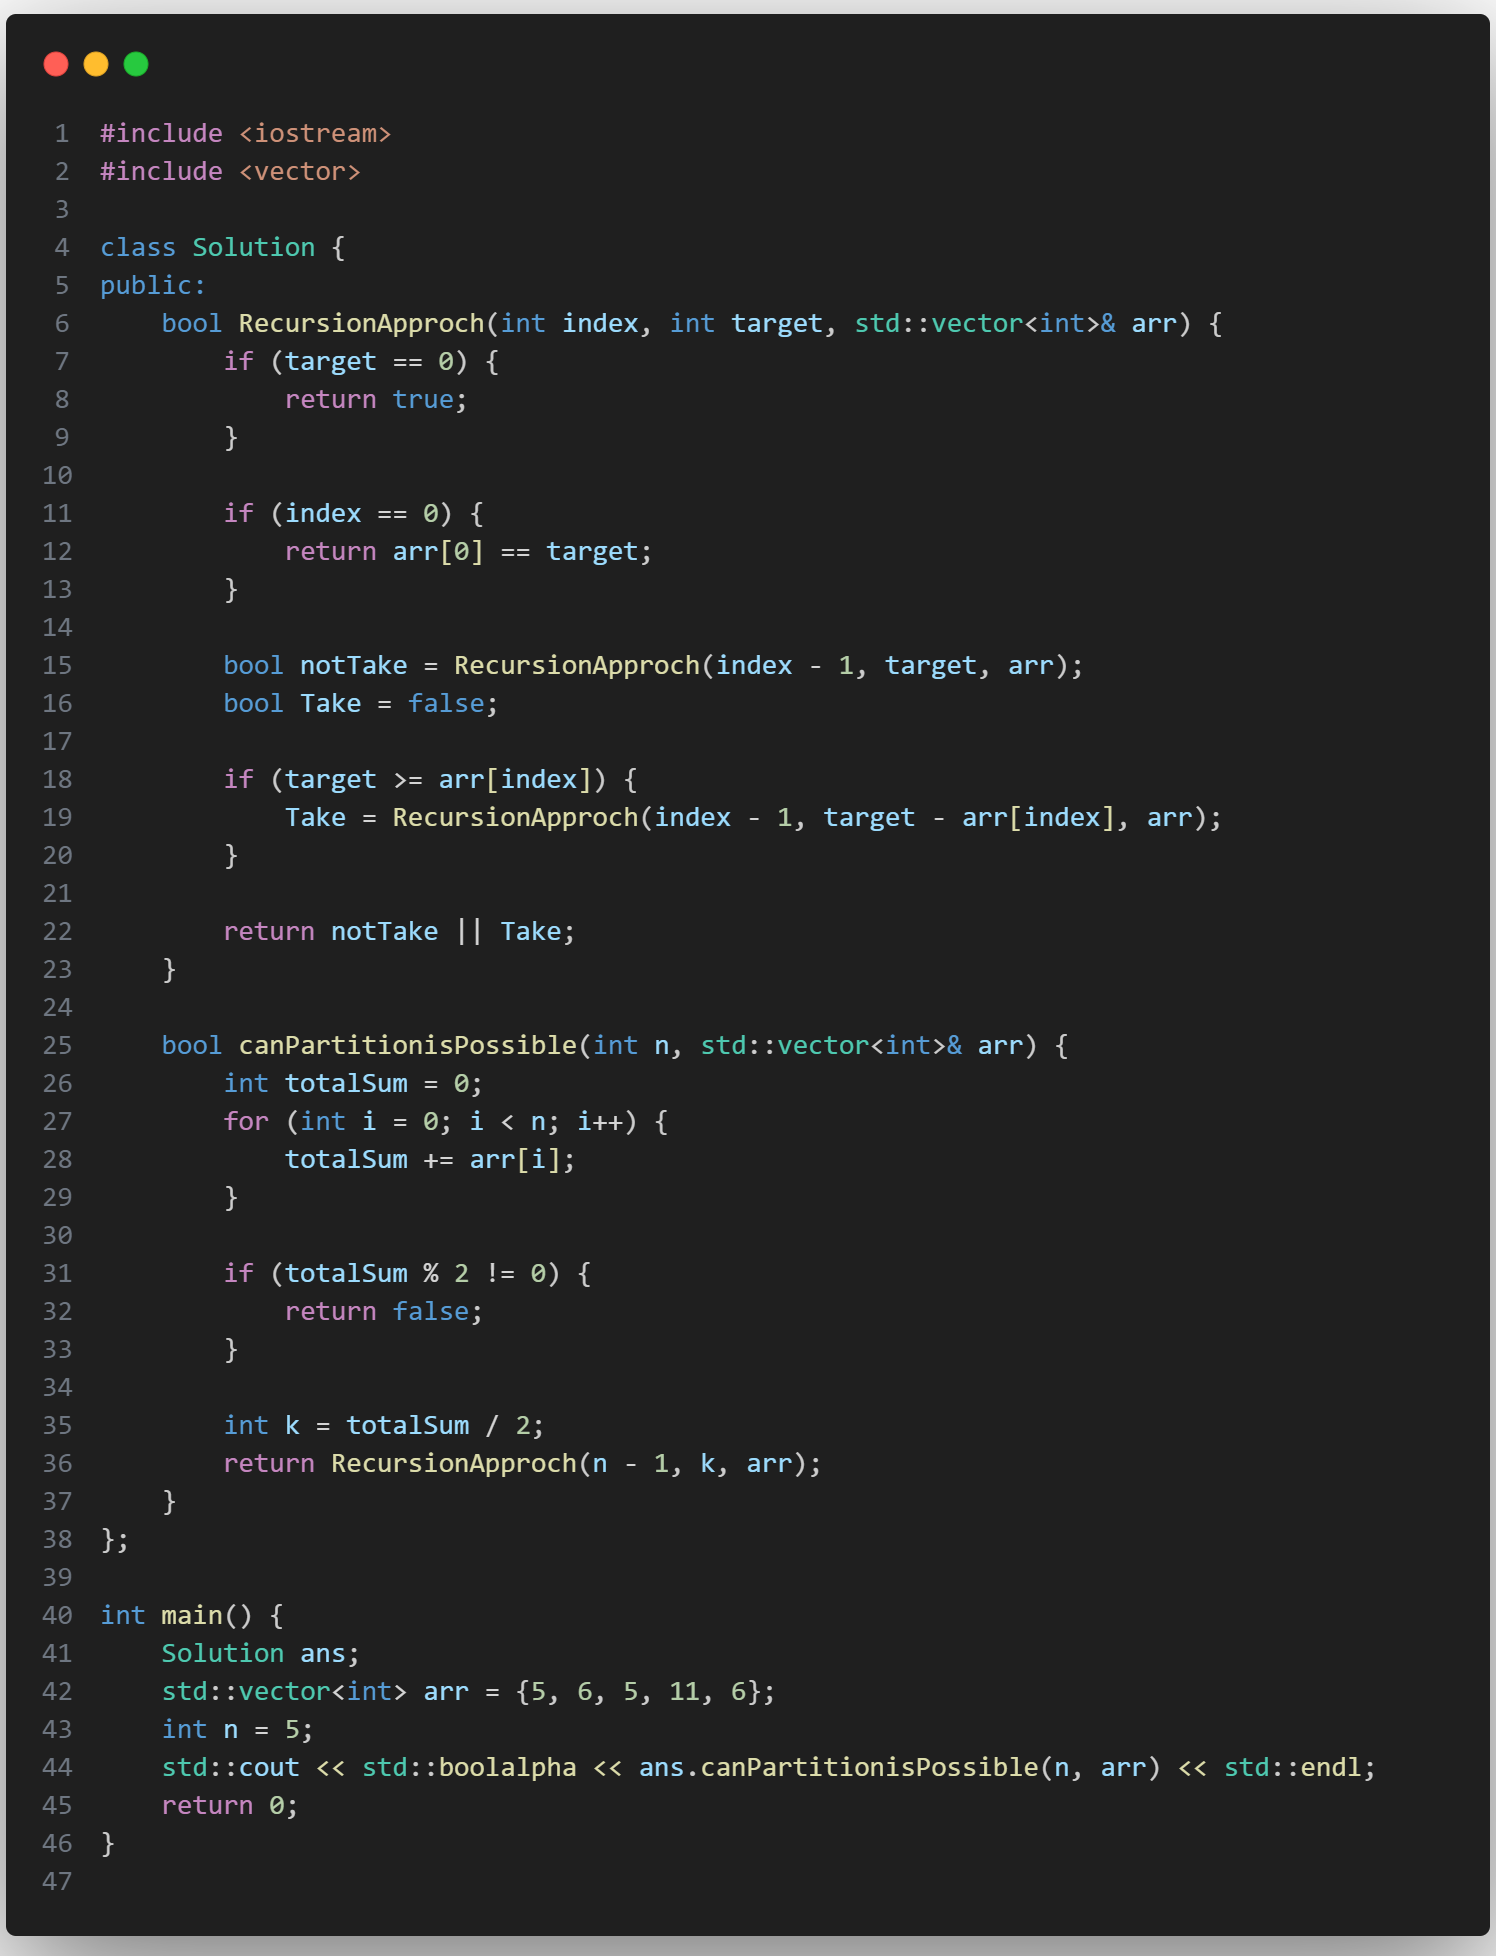 1 #include <iostream>
2 #include <vector>
3
4 class Solution {
5 public:
6     bool RecursionApproch(int index, int target, std::vector<int>& arr) {
7         if (target == 0) {
8             return true;
9         }
10
11         if (index == 0) {
12             return arr[0] == target;
13         }
14
15         bool notTake = RecursionApproch(index - 1, target, arr);
16         bool Take = false;
17
18         if (target >= arr[index]) {
19             Take = RecursionApproch(index - 1, target - arr[index], arr);
20         }
21
22         return notTake || Take;
23     }
24
25     bool canPartitionisPossible(int n, std::vector<int>& arr) {
26         int totalSum = 0;
27         for (int i = 0; i < n; i++) {
28             totalSum += arr[i];
29         }
30
31         if (totalSum % 2 != 0) {
32             return false;
33         }
34
35         int k = totalSum / 2;
36         return RecursionApproch(n - 1, k, arr);
37     }
38 };
39
40 int main() {
41     Solution ans;
42     std::vector<int> arr = {5, 6, 5, 11, 6};
43     int n = 5;
44     std::cout << std::boolalpha << ans.canPartitionisPossible(n, arr) << std::endl;
45     return 0;
46 }
47